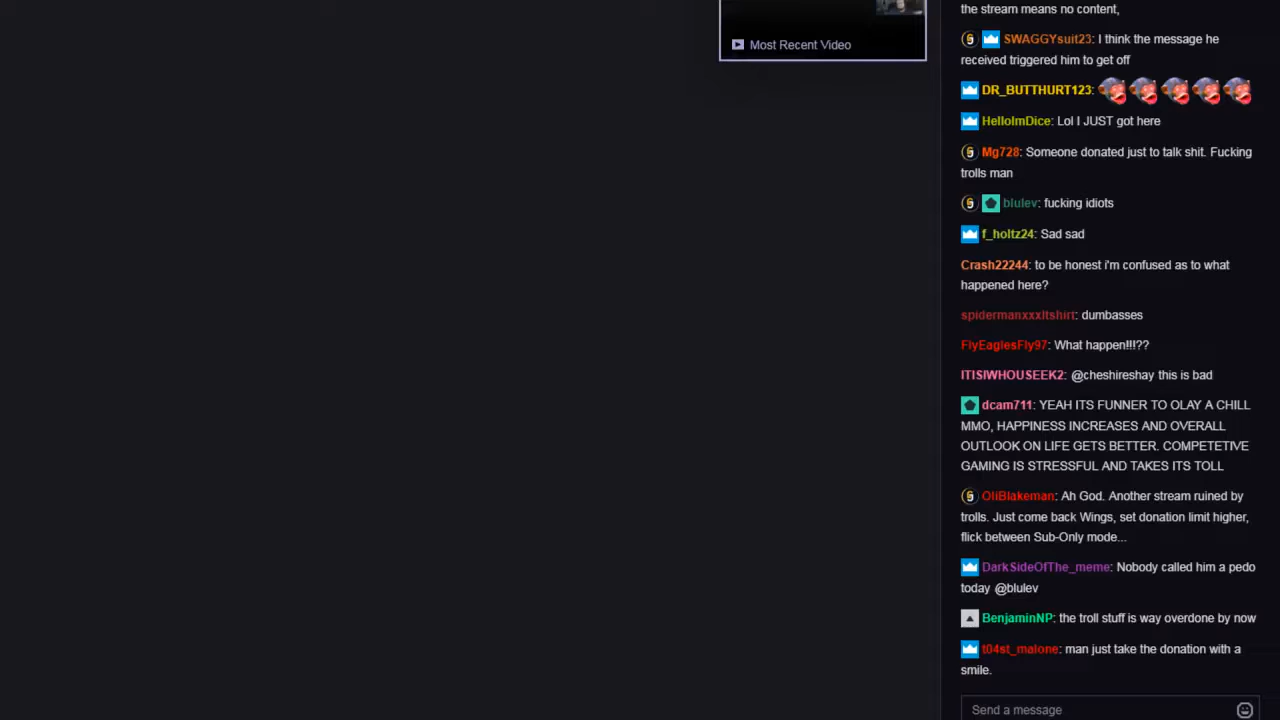 the stream means no content,
SWAGGYsuit23: I think the message he
received triggered him to get off
Most Recent Video
DR_BUTTHURT123:
HelloImDice: Lol I JUST got here
Mg728: Someone donated just to talk shit. Fucking
trolls man
blulev: fucking idiots
f_holtz24: Sad sad
Crash22244: to be honest i'm confused as to what
happened here?
spidermanxxxltshirt: dumbasses
FlyEaglesFly97: What happen!!!??
ITISIWHOUSEEK2: @cheshireshay this is bad
dcam711: YEAH ITS FUNNER TO OLAY A CHILL
MMO, HAPPINESS INCREASES AND OVERALL
OUTLOOK ON LIFE GETS BETTER. COMPETETIVE
GAMING IS STRESSFUL AND TAKES ITS TOLL
OliBlakeman: Ah God. Another stream ruined by
trolls. Just come back Wings, set donation limit higher,
flick between Sub-Only mode...
DarkSideOfThe_meme: Nobody called him a pedo
today @blulev
BenjaminNP: the troll stuff is way overdone by now
t04st_malone: man just take the donation with a
smile.
Send a message